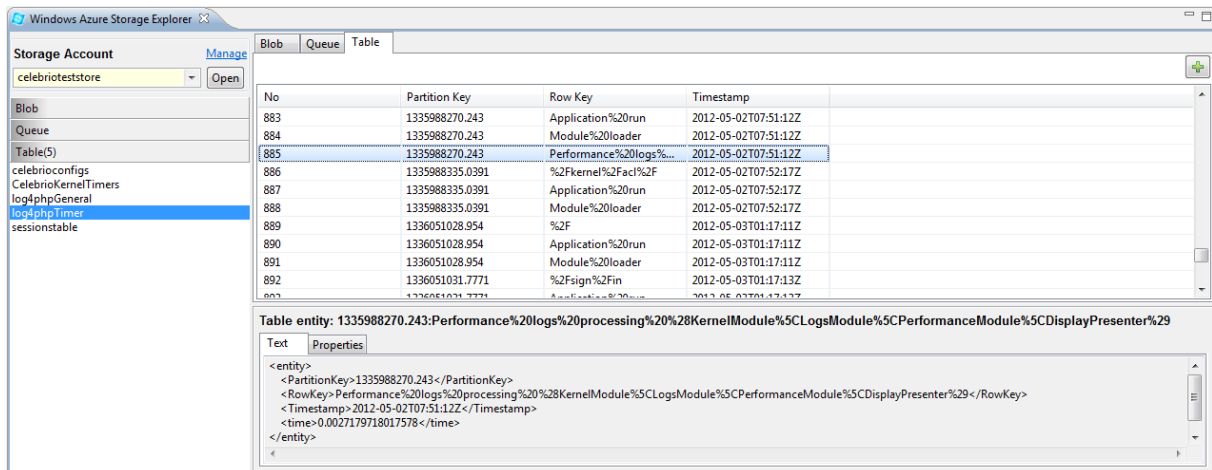 Windows Azure Storage Explorer
Storage Account Manage
celebrioteststore Open
Blob
Queue
Table(5)
celebrioconfigs
CelebrioKernelTimers
log4phpGeneral
log4phpTimer
sessionstable
Blob Queue Table
No Partition Key Row Key Timestamp
883 1335988270.243 Application%20run 2012-05-02T07:51:12Z
884 1335988270.243 Module%20loader 2012-05-02T07:51:12Z
885 1335988270.243 Performance%20logs%... 2012-05-02T07:51:12Z
886 1335988335.0391 %2Fkernel%2Facl%2F 2012-05-02T07:52:17Z
887 1335988335.0391 Application%20run 2012-05-02T07:52:17Z
888 1335988335.0391 Module%20loader 2012-05-02T07:52:17Z
889 1336051028.954 %2F 2012-05-03T01:17:11Z
890 1336051028.954 Application%20run 2012-05-03T01:17:11Z
891 1336051028.954 Module%20loader 2012-05-03T01:17:11Z
892 1336051031.7771 %2Fsign%2Fin 2012-05-03T01:17:13Z
Table entity: 1335988270.243:Performance%20logs%20processing%20%28KernelModule%5CLogsModule%5CPerformanceModule%5CDisplayPresenter%29
Text Properties
<entity>
<PartitionKey>1335988270.243</PartitionKey>
<RowKey>Performance%20logs%20processing%20%28KernelModule%5CLogsModule%5CPerformanceModule%5CDisplayPresenter%29</RowKey>
<Timestamp>2012-05-02T07:51:12Z</Timestamp>
<time>0.0027179718017578</time>
</entity>